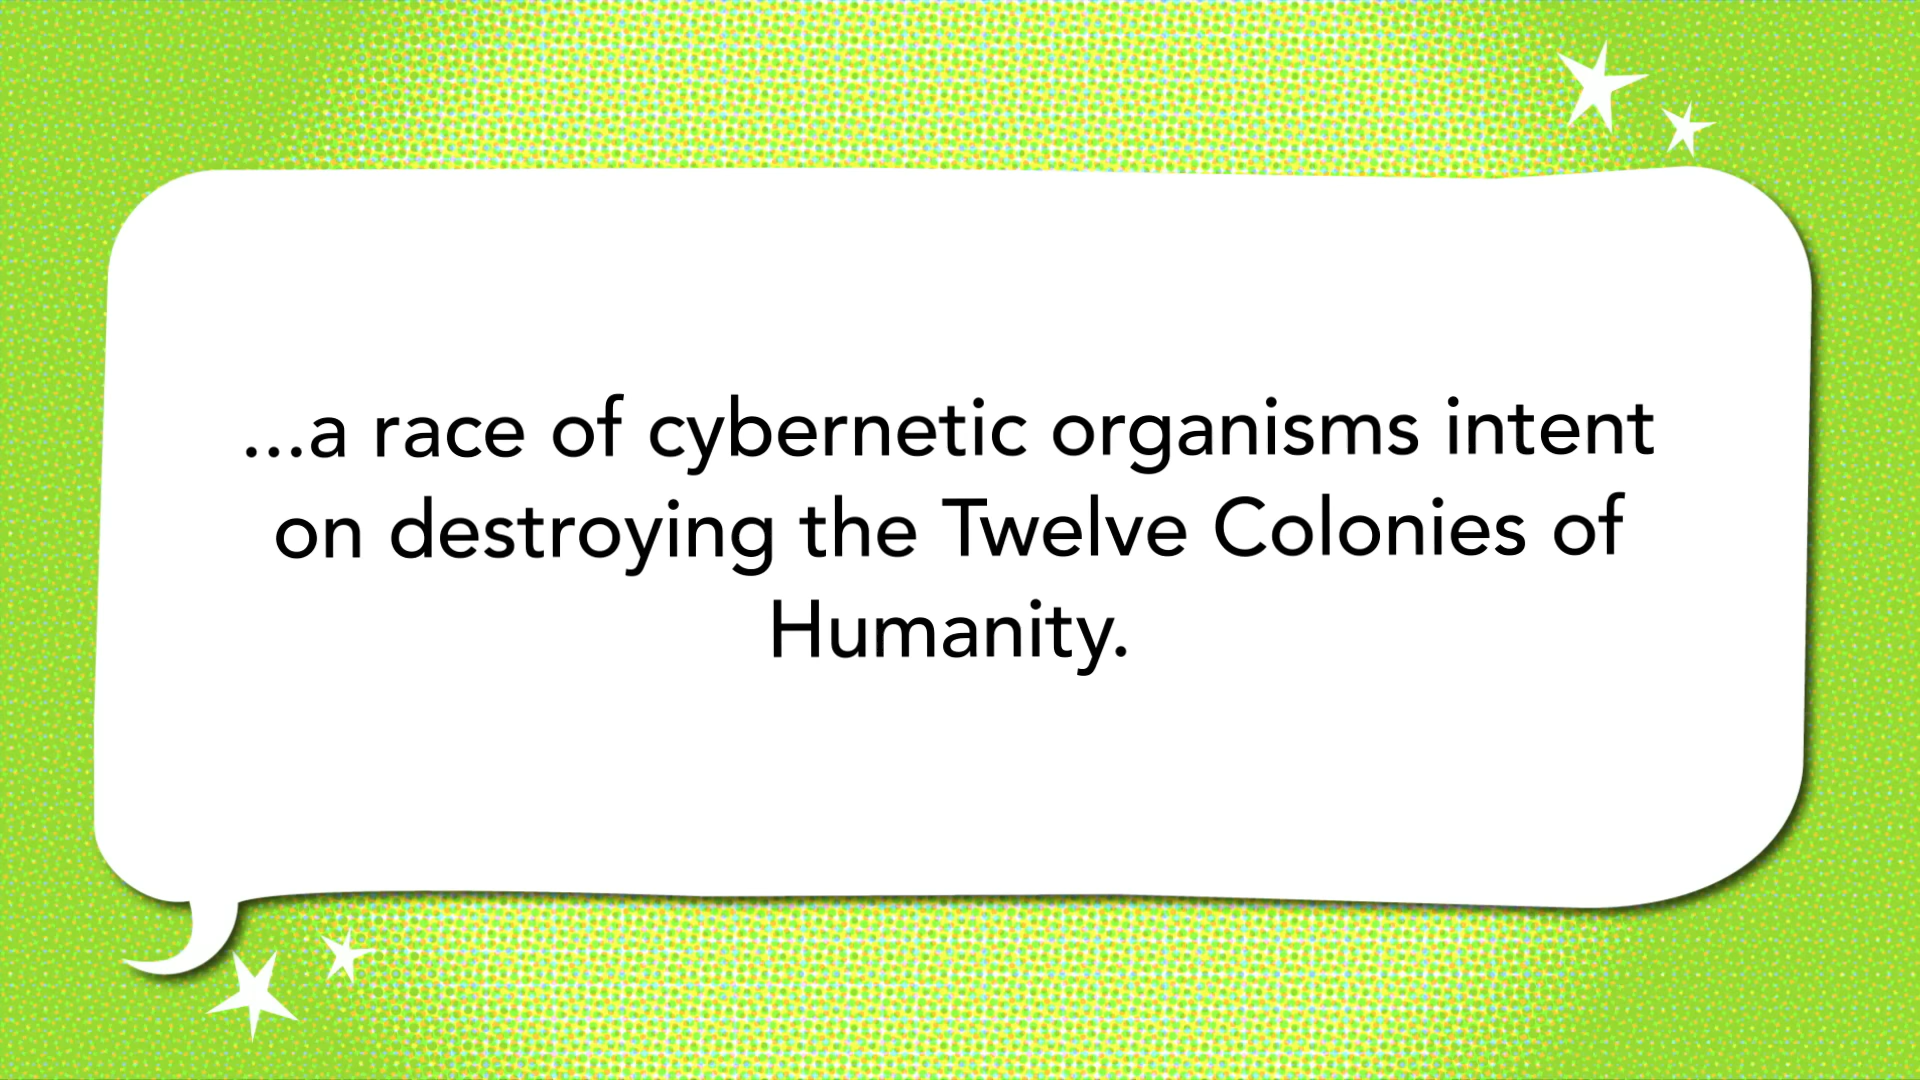 ...a race of cybernetic organisms intent
on destroying the Twelve Colonies of
Humanity.